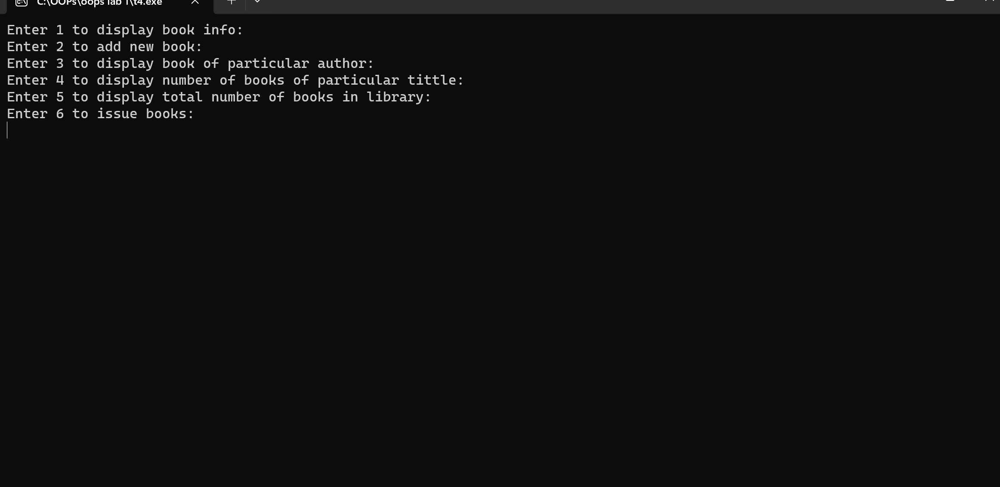 C:\OOPs\oops lab 1\t4.exe
Enter 1 to display book info:
Enter 2 to add new book:
Enter 3 to display book of particular author:
Enter 4 to display number of books of particular tittle:
Enter 5 to display total number of books in library:
Enter 6 to issue books: